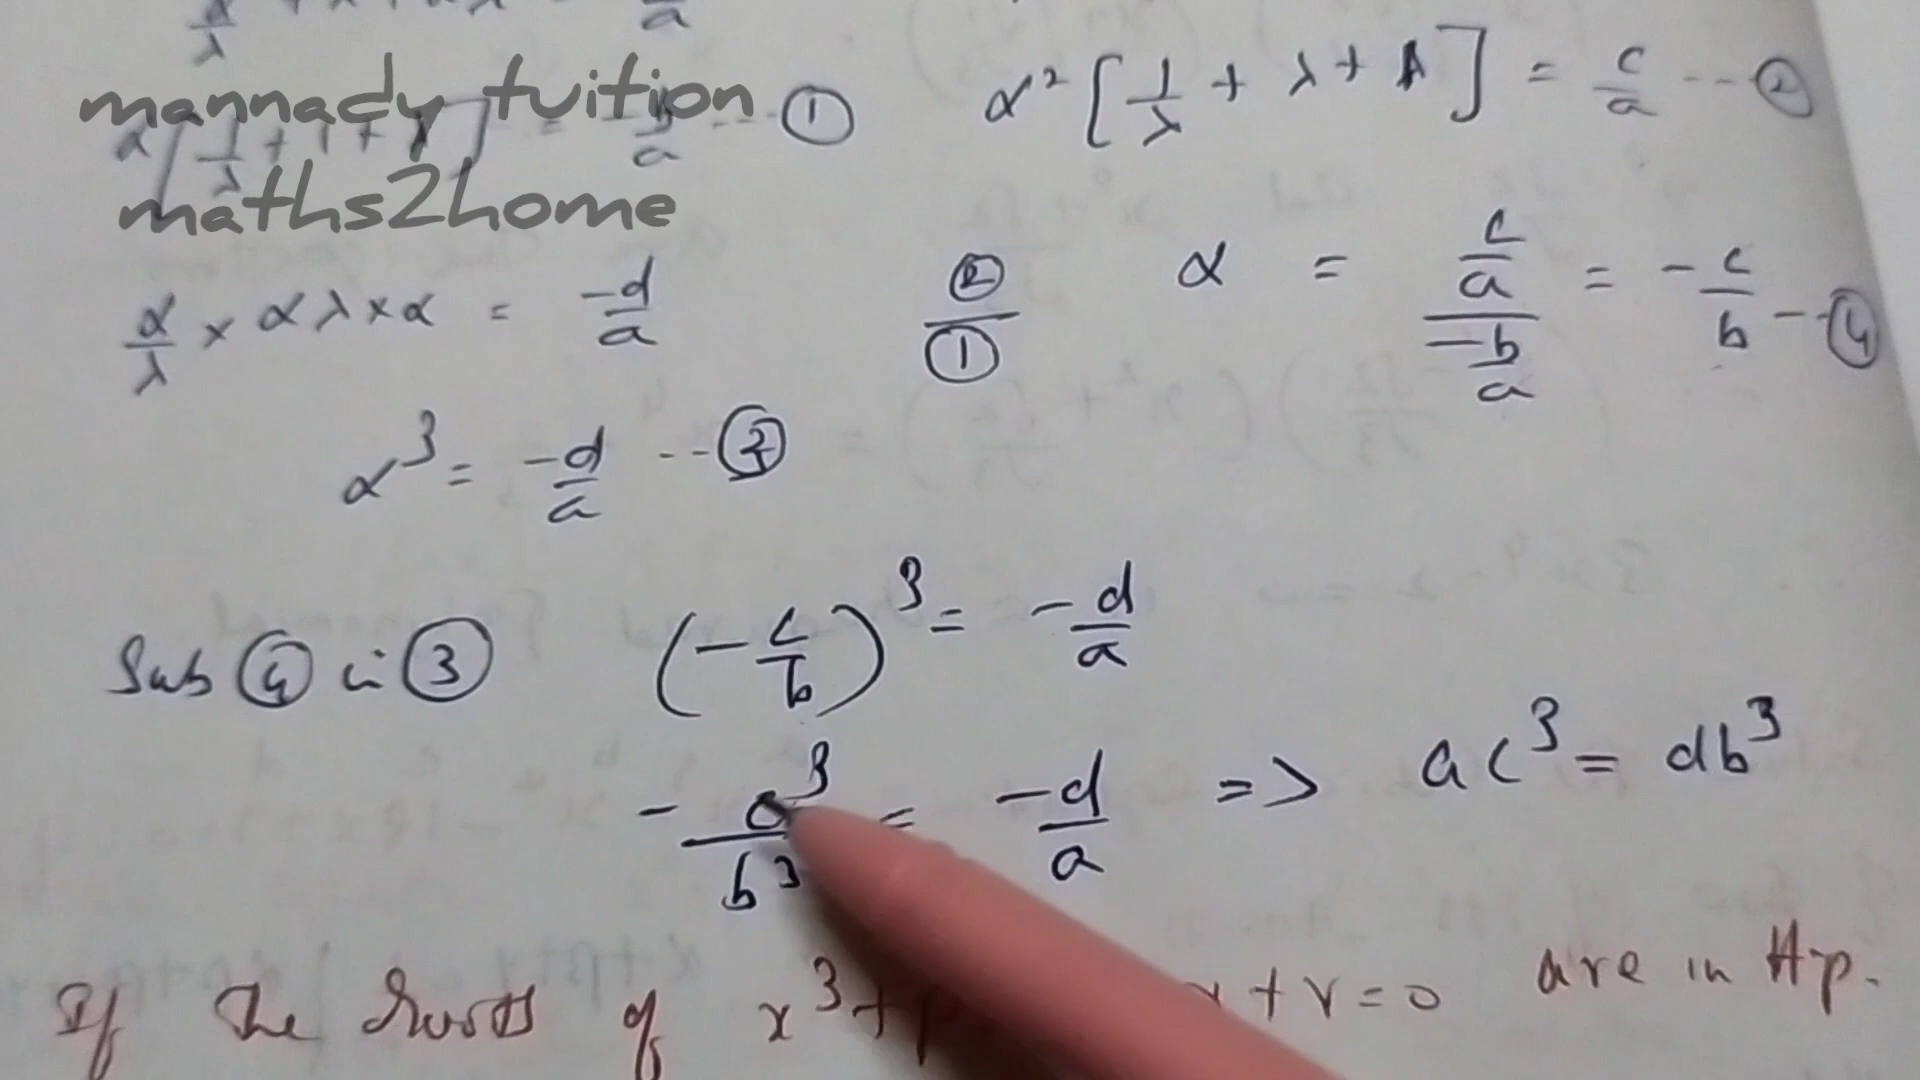 α/λ
a
mannady tuition
α [1/λ + 1 + λ] = -b/a --- ①
maths2home
α² [1/λ + λ + 1] = c/a --- ②
α/λ × αλ × α = -d/a
②/① α = (c/a)/(-b/a) = -c/b -- ④
α³ = -d/a --- ③
Sub ④ in ③ (-c/b)³ = -d/a
-c³/b³ = -d/a => ac³ = db³
If the roots of x³ + p + r = 0 are in Hp.